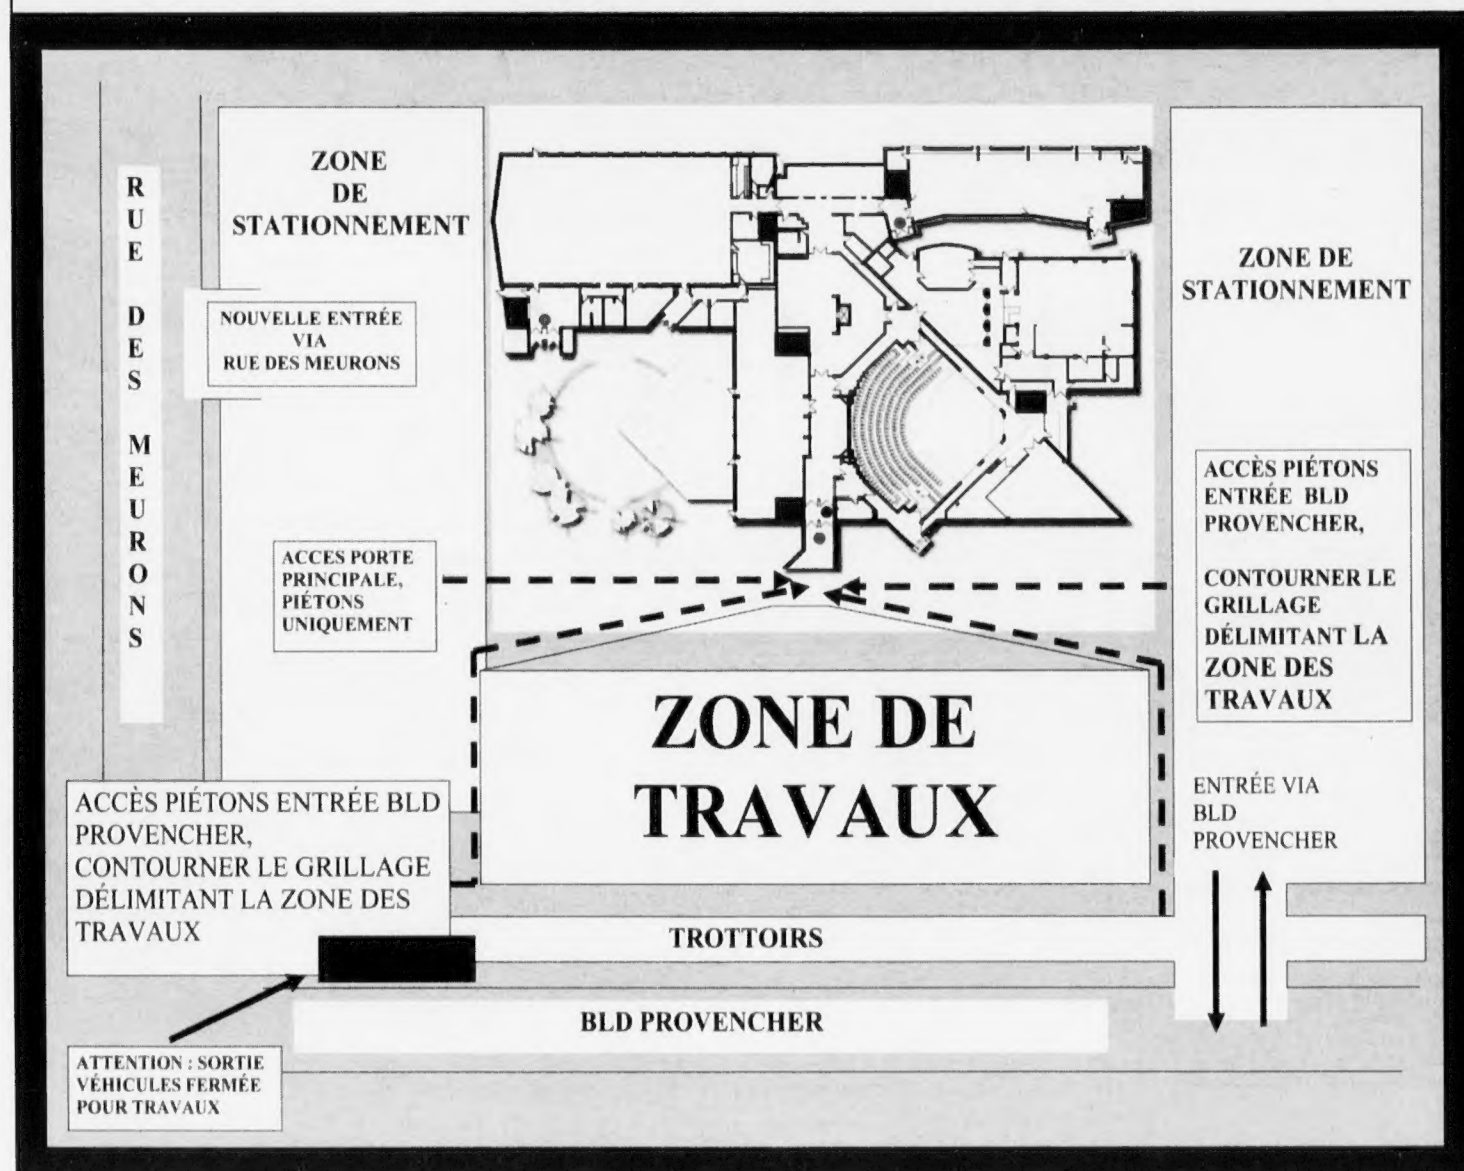 ZONE
DE
STATIONNEMENT
RUE DES MEURONS
NOUVELLE ENTRÉE
VIA
RUE DES MEURONS
ZONE DE
STATIONNEMENT
ACCES PORTE
PRINCIPALE,
PIÉTONS
UNIQUEMENT
ACCÈS PIÉTONS
ENTRÉE BLD
PROVENCHER,
CONTOURNER LE
GRILLAGE
DÉLIMITANT LA
ZONE DES
TRAVAUX
ZONE DE
TRAVAUX
ACCÈS PIÉTONS ENTRÉE BLD
PROVENCHER,
CONTOURNER LE GRILLAGE
DÉLIMITANT LA ZONE DES
TRAVAUX
ENTRÉE VIA
BLD
PROVENCHER
TROTTOIRS
BLD PROVENCHER
ATTENTION : SORTIE
VÉHICULES FERMÉE
POUR TRAVAUX